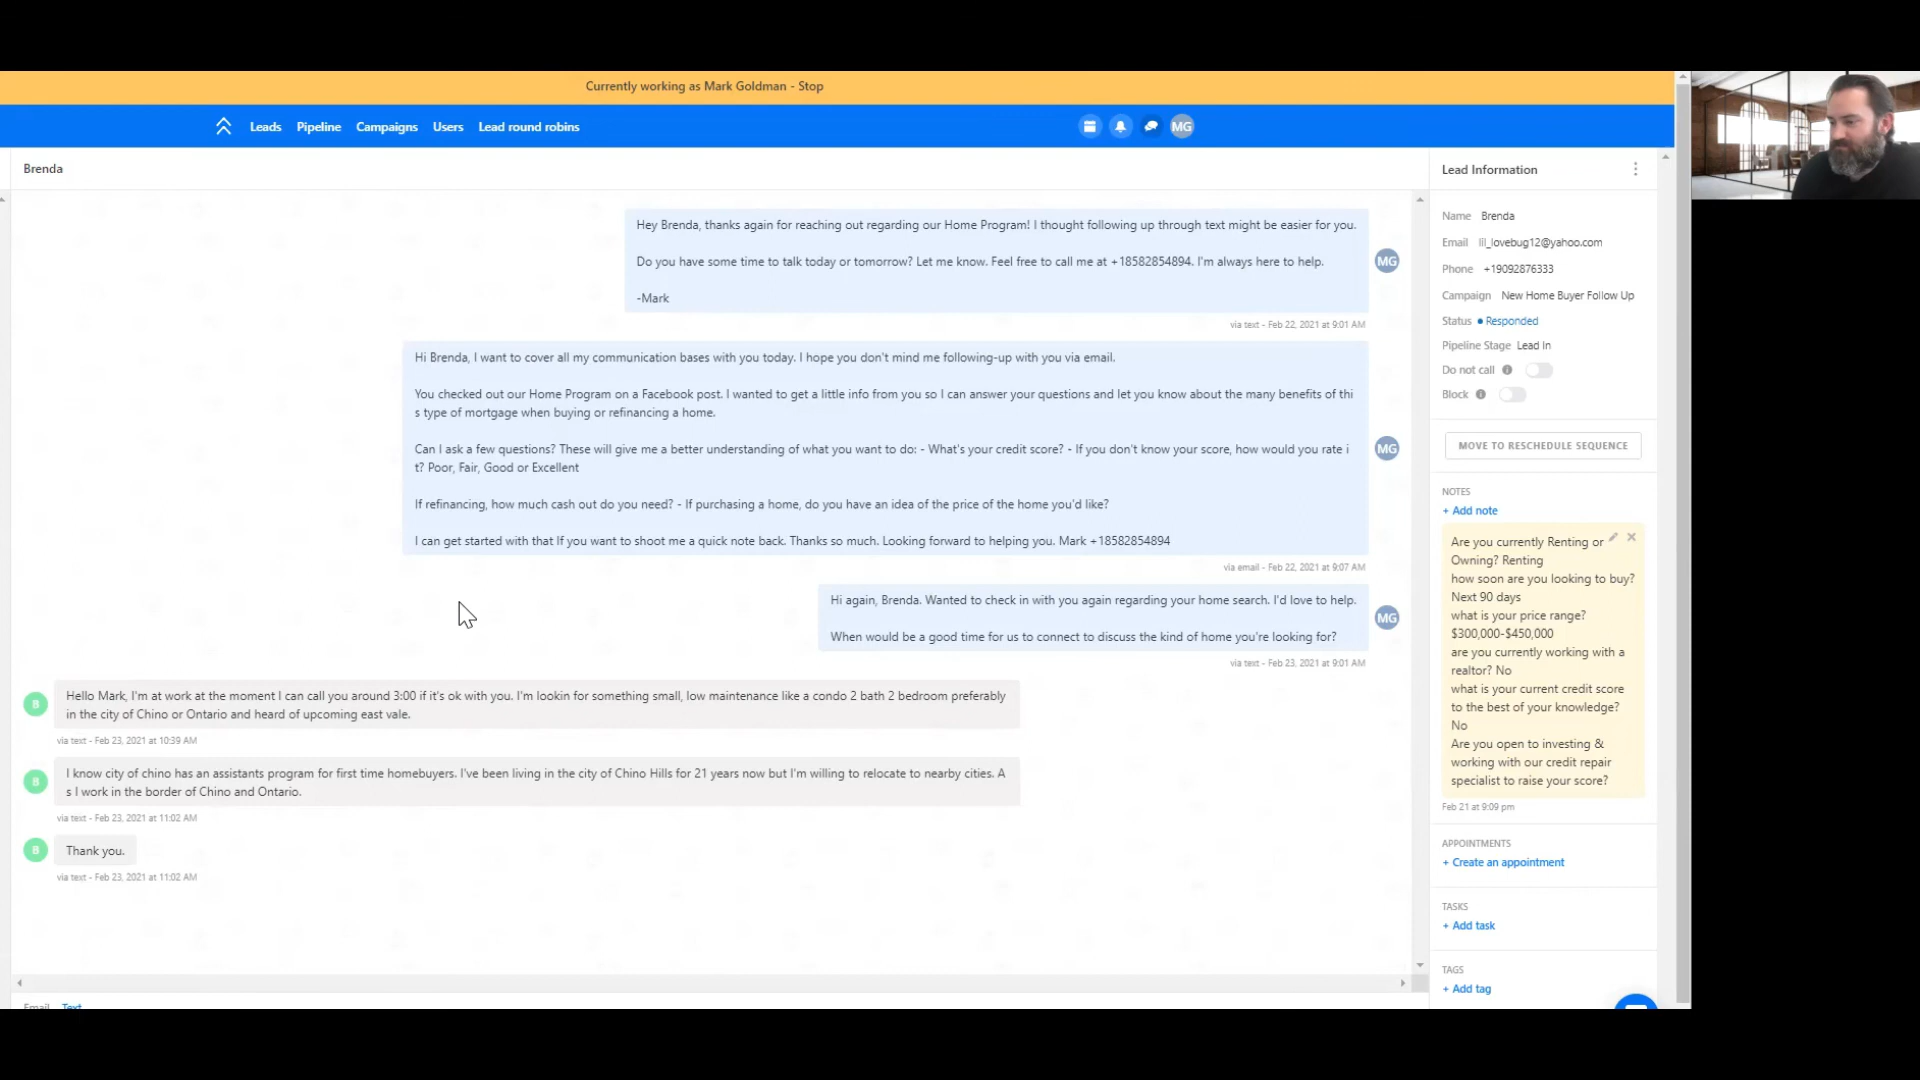 Currently working as Mark Goldman - Stop
Leads Pipeline Campaigns Users Lead round robins MG
Brenda
Hey Brenda, thanks again for reaching out regarding our Home Program! I thought following up through text might be easier for you.
Do you have some time to talk today or tomorrow? Let me know. Feel free to call me at +18582854894. I'm always here to help.
MG
-Mark
via text - Feb 22, 2021 at 9:01 AM
Hi Brenda, I want to cover all my communication bases with you today. I hope you don't mind me following-up with you via email.
You checked out our Home Program on a Facebook post. I wanted to get a little info from you so I can answer your questions and let you know about the many benefits of thi
s type of mortgage when buying or refinancing a home.
Can I ask a few questions? These will give me a better understanding of what you want to do: - What's your credit score? - If you don't know your score, how would you rate i
t? Poor, Fair, Good or Excellent
MG
If refinancing, how much cash out do you need? - If purchasing a home, do you have an idea of the price of the home you'd like?
I can get started with that If you want to shoot me a quick note back. Thanks so much. Looking forward to helping you. Mark +18582854894
via email - Feb 22, 2021 at 9:07 AM
Hi again, Brenda. Wanted to check in with you again regarding your home search. I'd love to help.
MG
When would be a good time for us to connect to discuss the kind of home you're looking for?
via text - Feb 23, 2021 at 9:01 AM
B
Hello Mark, I'm at work at the moment I can call you around 3:00 if it's ok with you. I'm lookin for something small, low maintenance like a condo 2 bath 2 bedroom preferably
in the city of Chino or Ontario and heard of upcoming east vale.
via text - Feb 23, 2021 at 10:39 AM
B
I know city of chino has an assistants program for first time homebuyers. I've been living in the city of Chino Hills for 21 years now but I'm willing to relocate to nearby cities. A
s I work in the border of Chino and Ontario.
via text - Feb 23, 2021 at 11:02 AM
B
Thank you.
via text - Feb 23, 2021 at 11:02 AM
Email Text
Lead Information
Name Brenda
Email lil_lovebug12@yahoo.com
Phone +19092876333
Campaign New Home Buyer Follow Up
Status Responded
Pipeline Stage Lead In
Do not call
Block
MOVE TO RESCHEDULE SEQUENCE
NOTES
+ Add note
Are you currently Renting or
Owning? Renting
how soon are you looking to buy?
Next 90 days
what is your price range?
$300,000-$450,000
are you currently working with a
realtor? No
what is your current credit score
to the best of your knowledge?
No
Are you open to investing &
working with our credit repair
specialist to raise your score?
Feb 21 at 9:09 pm
APPOINTMENTS
+ Create an appointment
TASKS
+ Add task
TAGS
+ Add tag